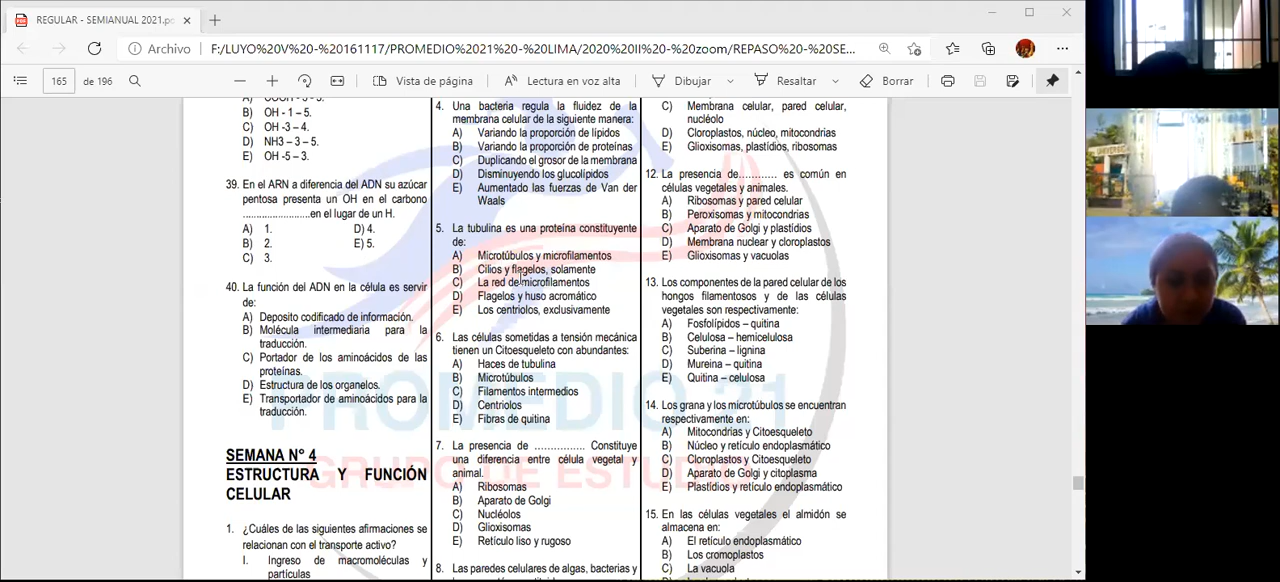 REGULAR - SEMIANUAL 2021.pd
Archivo
F:/LUYO%20V%20-%20161117/PROMEDIO%2021%20-%20LIMA/2020%20II%20-%20zoom/REPASO%20-%20SE...
165 de 196
Vista de página
Lectura en voz alta
Dibujar
Resaltar
Borrar
B) OH - 1 – 5.
C) OH -3 – 4.
D) NH3 – 3 – 5.
E) OH -5 – 3.
39. En el ARN a diferencia del ADN su azúcar
pentosa presenta un OH en el carbono
........................en el lugar de un H.
A) 1. D) 4.
B) 2. E) 5.
C) 3.
40. La función del ADN en la célula es servir
de:
A) Deposito codificado de información.
B) Molécula intermediaria para la
traducción.
C) Portador de los aminoácidos de las
proteínas.
D) Estructura de los organelos.
E) Transportador de aminoácidos para la
traducción.
SEMANA N° 4
ESTRUCTURA Y FUNCIÓN
CELULAR
1. ¿Cuáles de las siguientes afirmaciones se
relacionan con el transporte activo?
I. Ingreso de macromoléculas y
partículas
4. Una bacteria regula la fluidez de la
membrana celular de la siguiente manera:
A) Variando la proporción de lípidos
B) Variando la proporción de proteínas
C) Duplicando el grosor de la membrana
D) Disminuyendo los glucolípidos
E) Aumentado las fuerzas de Van der
Waals
5. La tubulina es una proteína constituyente
de:
A) Microtúbulos y microfilamentos
B) Cilios y flagelos, solamente
C) La red de microfilamentos
D) Flagelos y huso acromático
E) Los centriolos, exclusivamente
6. Las células sometidas a tensión mecánica
tienen un Citoesqueleto con abundantes:
A) Haces de tubulina
B) Microtúbulos
C) Filamentos intermedios
D) Centriolos
E) Fibras de quitina
7. La presencia de ................ Constituye
una diferencia entre célula vegetal y
animal.
A) Ribosomas
B) Aparato de Golgi
C) Nucléolos
D) Glioxisomas
E) Retículo liso y rugoso
8. Las paredes celulares de algas, bacterias y
C) Membrana celular, pared celular,
nucléolo
D) Cloroplastos, núcleo, mitocondrias
E) Glioxisomas, plastídios, ribosomas
12. La presencia de............ es común en
células vegetales y animales.
A) Ribosomas y pared celular
B) Peroxisomas y mitocondrias
C) Aparato de Golgi y plastídios
D) Membrana nuclear y cloroplastos
E) Glioxisomas y vacuolas
13. Los componentes de la pared celular de los
hongos filamentosos y de las células
vegetales son respectivamente:
A) Fosfolípidos – quitina
B) Celulosa – hemicelulosa
C) Suberina – lignina
D) Mureina – quitina
E) Quitina – celulosa
14. Los grana y los microtúbulos se encuentran
respectivamente en:
A) Mitocondrias y Citoesqueleto
B) Núcleo y retículo endoplasmático
C) Cloroplastos y Citoesqueleto
D) Aparato de Golgi y citoplasma
E) Plastídios y retículo endoplasmático
15. En las células vegetales el almidón se
almacena en:
A) El retículo endoplasmático
B) Los cromoplastos
C) La vacuola
PROMEDIO 21
GRUPO DE ESTUDIO